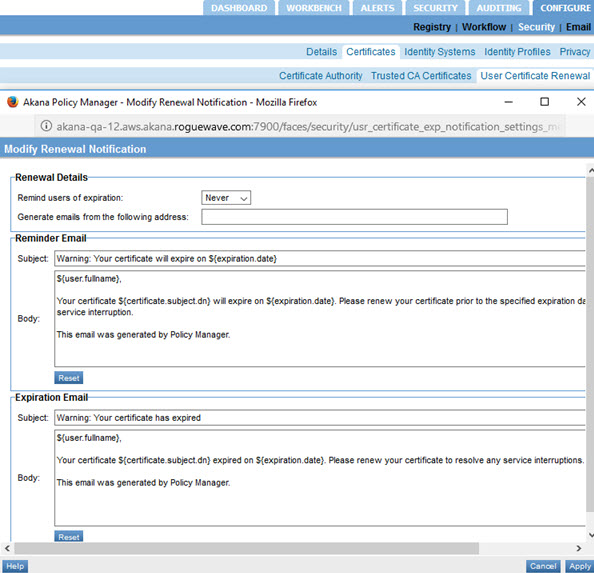 DASHBOARD WORKBENCH ALERTS SECURITY AUDITING CONFIGURE
Registry Workflow Security Email
Details Certificates Identity Systems Identity Profiles Privacy
Certificate Authority Trusted CA Certificates User Certificate Renewal
Akana Policy Manager - Modify Renewal Notification - Mozilla Firefox
akana-qa-12.aws.akana.roguewave.com:7900/faces/security/usr_certificate_exp_notification_settings_m
Modify Renewal Notification
Renewal Details
Remind users of expiration: Never
Generate emails from the following address:
Reminder Email
Subject: Warning: Your certificate will expire on ${expiration.date}
${user.fullname},
Your certificate ${certificate.subject.dn} will expire on ${expiration.date}. Please renew your certificate prior to the specified expiration da
service interruption.
Body:
This email was generated by Policy Manager.
Reset
Expiration Email
Subject: Warning: Your certificate has expired
${user.fullname},
Your certificate ${certificate.subject.dn} expired on ${expiration.date}. Please renew your certificate to resolve any service interruptions.
Body:
This email was generated by Policy Manager.
Reset
Help Cancel Apply